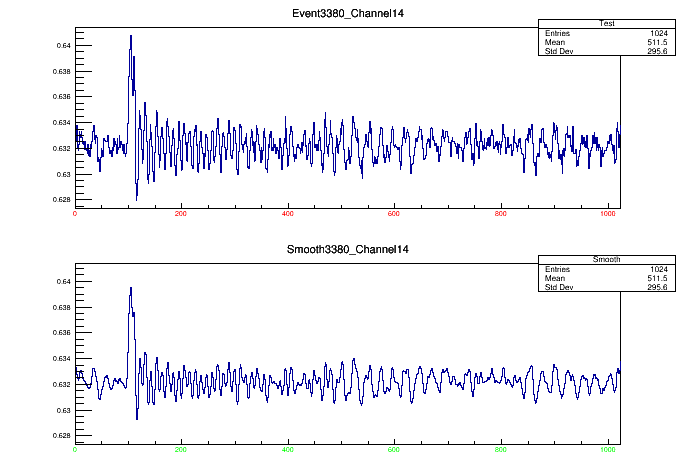 Event3380_Channel14
Test
Entries 1024
Mean 511.5
Std Dev 295.6
0.64
0.638
0.636
0.634
0.632
0.63
0.628
0 200 400 600 800 1000
Smooth3380_Channel14
Smooth
Entries 1024
Mean 511.5
Std Dev 295.6
0.64
0.638
0.636
0.634
0.632
0.63
0.628
0 200 400 600 800 1000